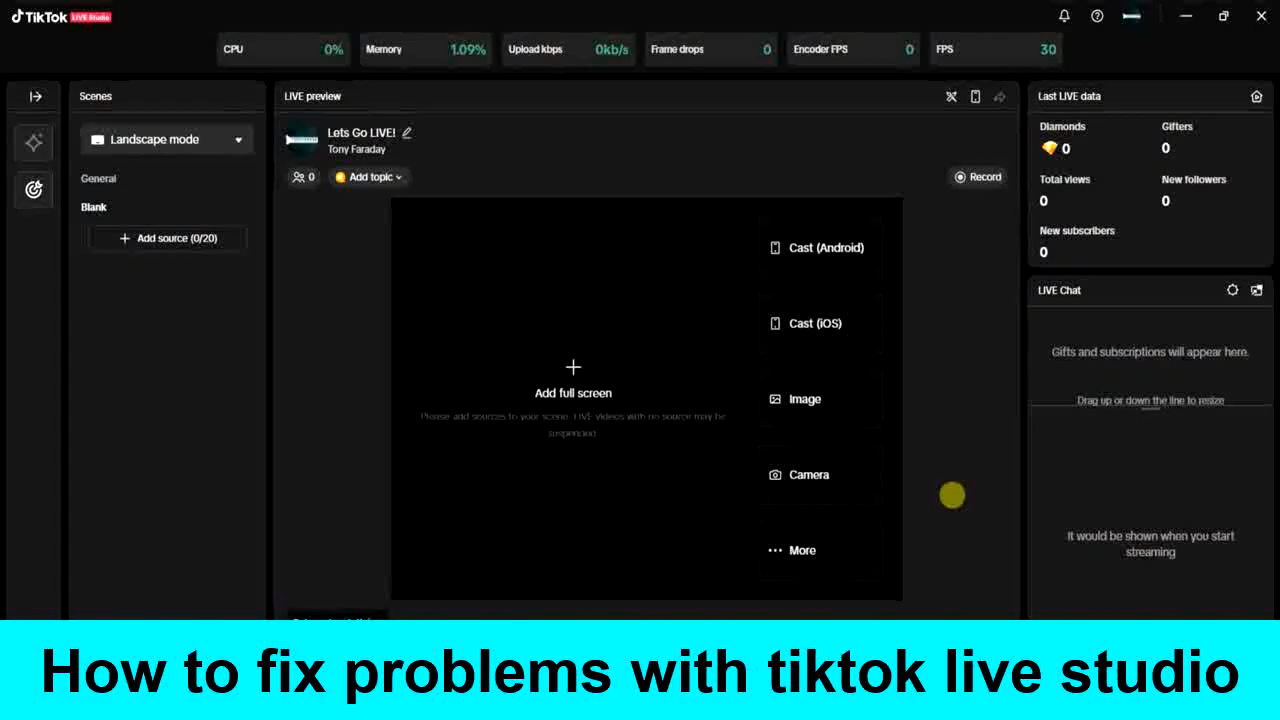 TikTok LIVE Studio
CPU 0%
Memory 1.09%
Upload kbps 0kb/s
Frame drops 0
Encoder FPS 0
FPS 30
Scenes
Landscape mode
General
Blank
+ Add source (0/20)
LIVE preview
Lets Go LIVE!
Tony Faraday
0
Add topic
Record
+
Add full screen
Please add sources to your scene. LIVE videos with no source may be
suspended
Cast (Android)
Cast (iOS)
Image
Camera
More
Last LIVE data
Diamonds
Gifters
0
0
Total views
New followers
0
0
New subscribers
0
LIVE Chat
Gifts and subscriptions will appear here.
Drag up or down the line to resize
It would be shown when you start
streaming
How to fix problems with tiktok live studio